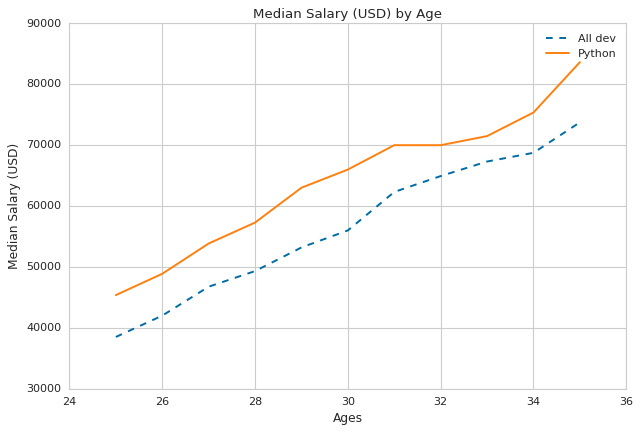 Median Salary (USD) by Age
90000
80000
70000
60000
50000
40000
30000
Median Salary (USD)
All dev
Python
24 26 28 30 32 34 36
Ages